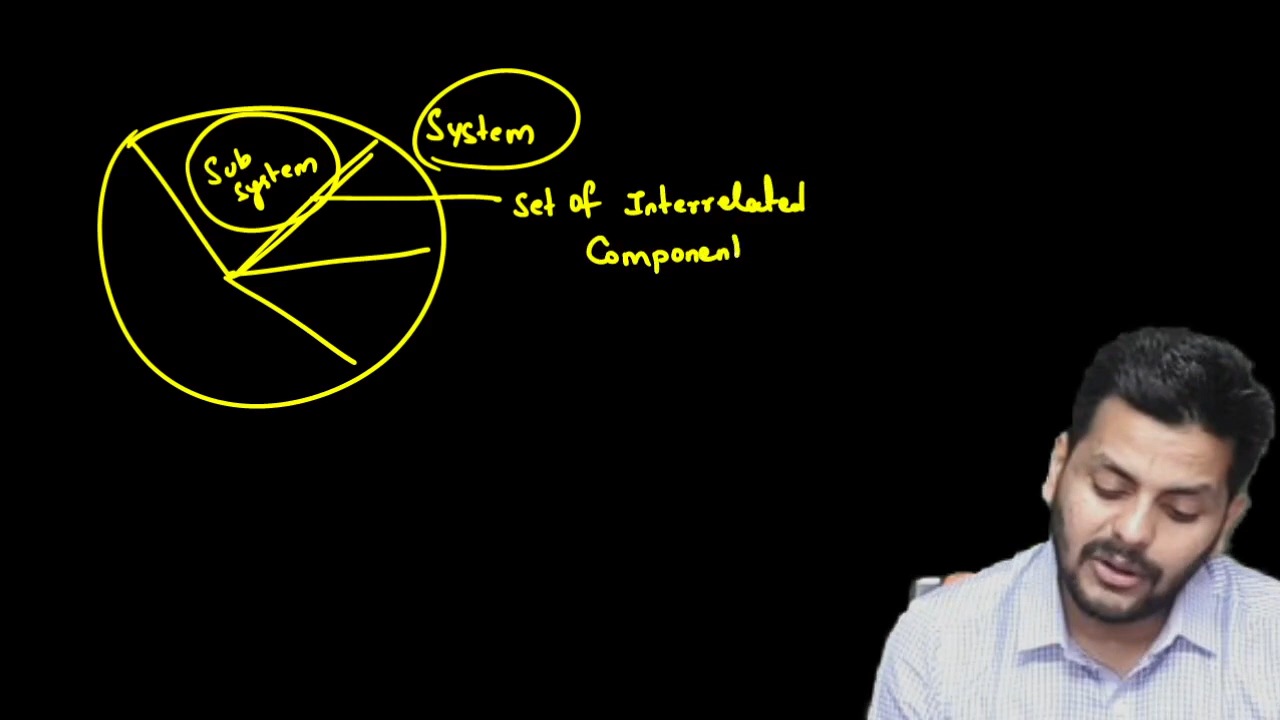 System
Sub
System
Set of Interrelated
Component